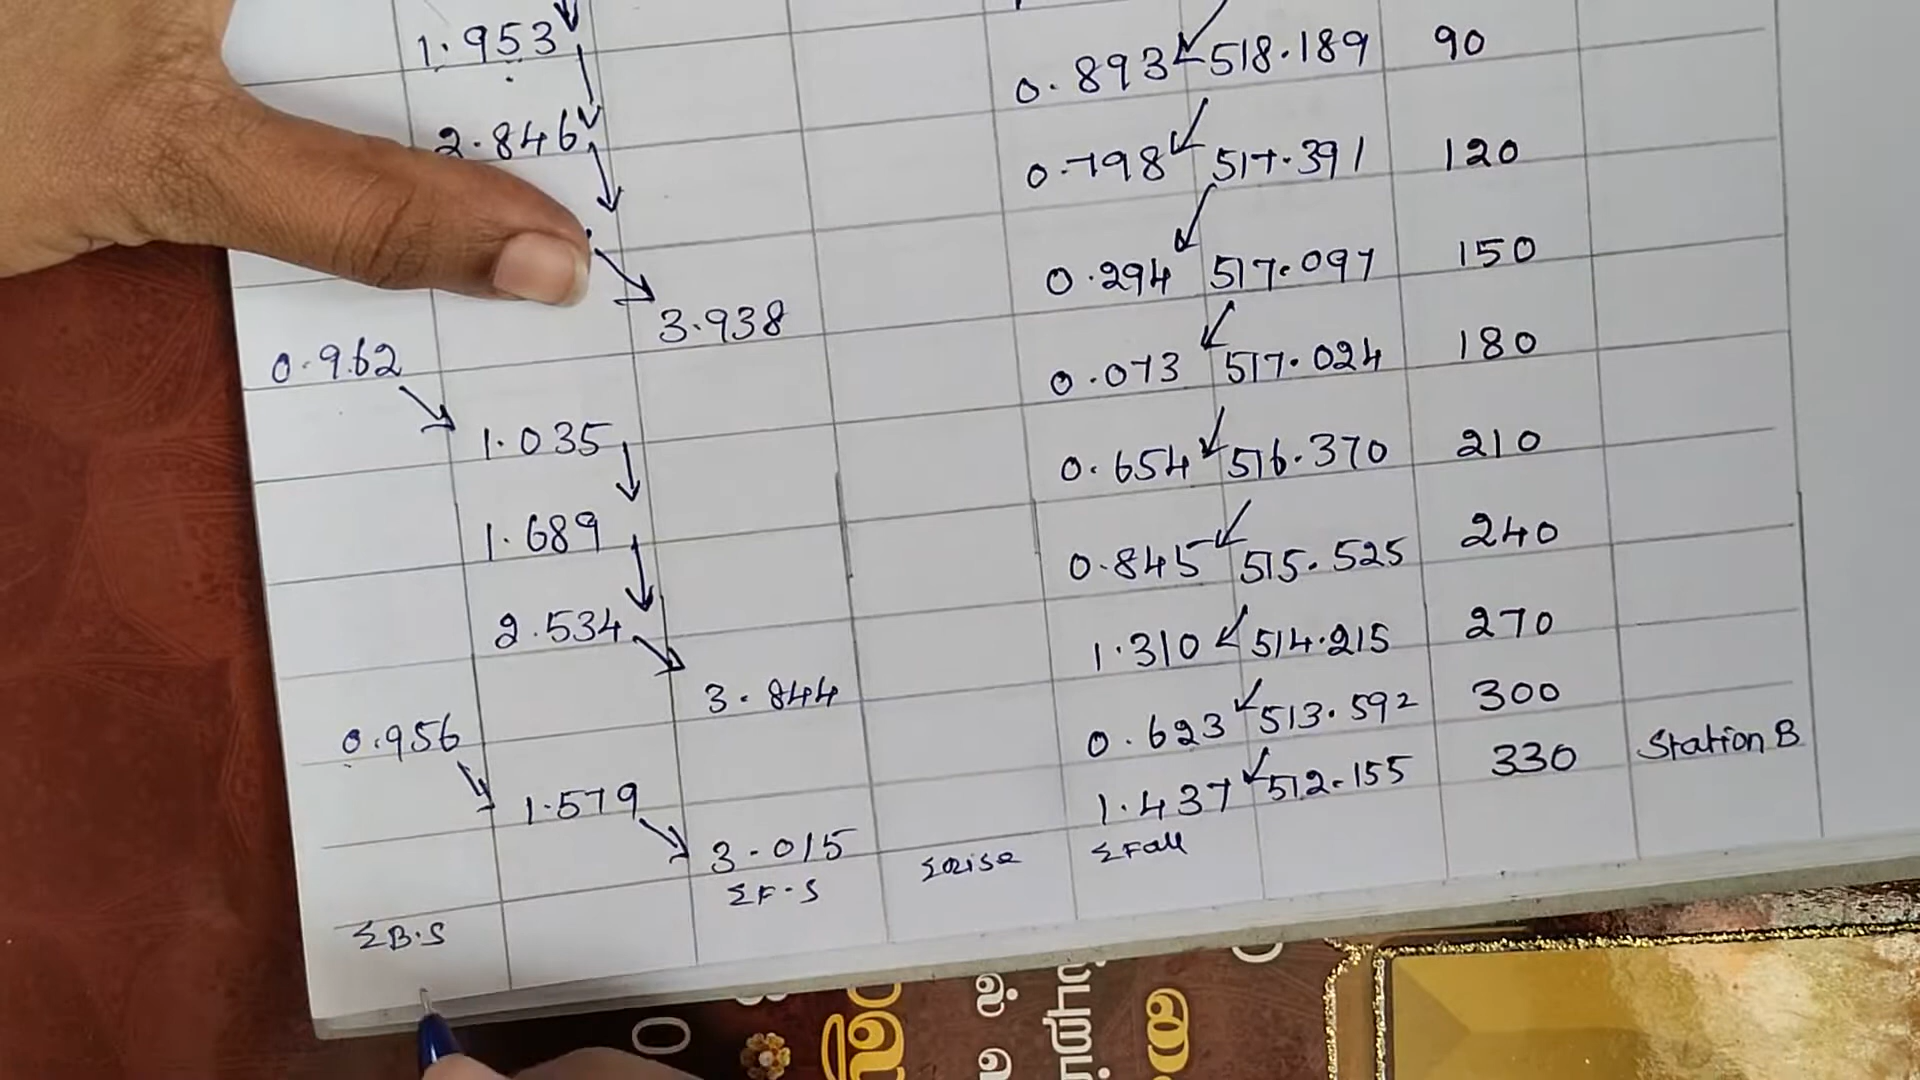 1.953 0.893 518.189 90
2.846 0.798 517.391 120
0.294 517.097 150
0.962 3.938 0.073 517.024 180
1.035 0.654 516.370 210
1.689 0.845 515.525 240
2.534 1.310 514.215 270
0.956 3.844 0.623 513.592 300
1.579 1.437 512.155 330 Station B
3.015 Σrise Σfall
ΣB.S ΣF.S